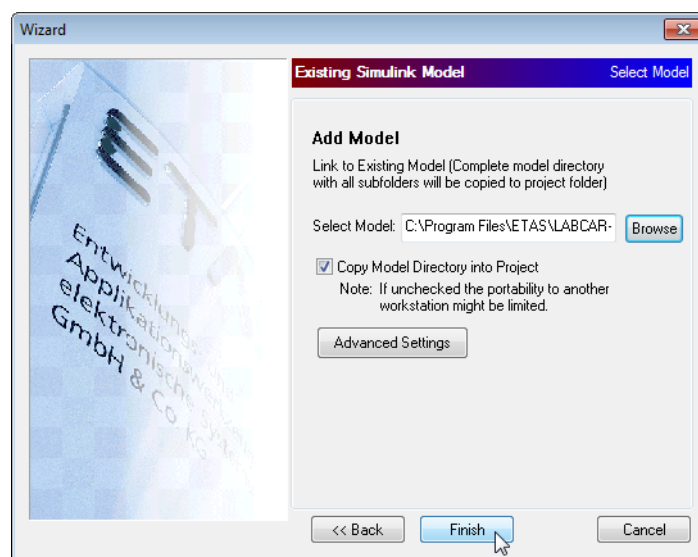 Wizard
Existing Simulink Model Select Model
Add Model
Link to Existing Model (Complete model directory
with all subfolders will be copied to project folder)
Select Model: C:\Program Files\ETAS\LABCAR- Browse
Copy Model Directory into Project
Note: If unchecked the portability to another
workstation might be limited.
Advanced Settings
ET
Entwicklungs- und
Applikationswerkzeuge
elektronische Systeme
GmbH & Co KG
<< Back Finish Cancel